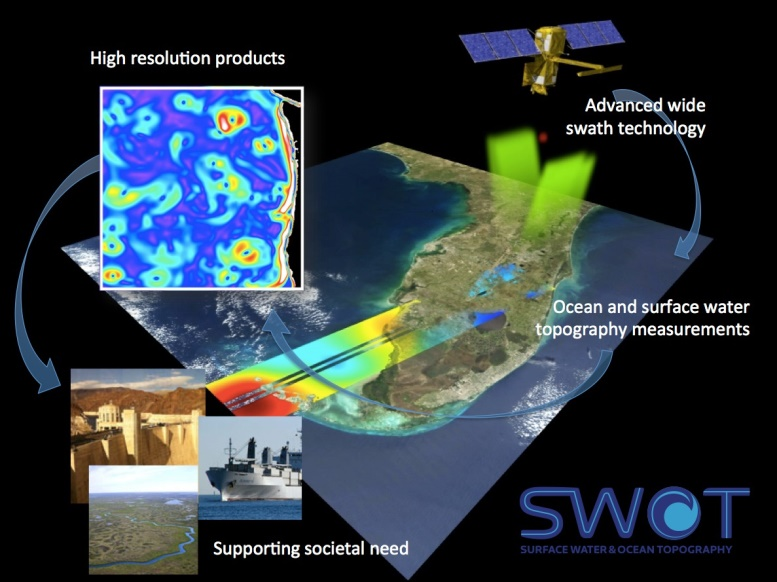 High resolution products
Advanced wide
swath technology
Ocean and surface water
topography measurements
Supporting societal need
SWOT
SURFACE WATER & OCEAN TOPOGRAPHY